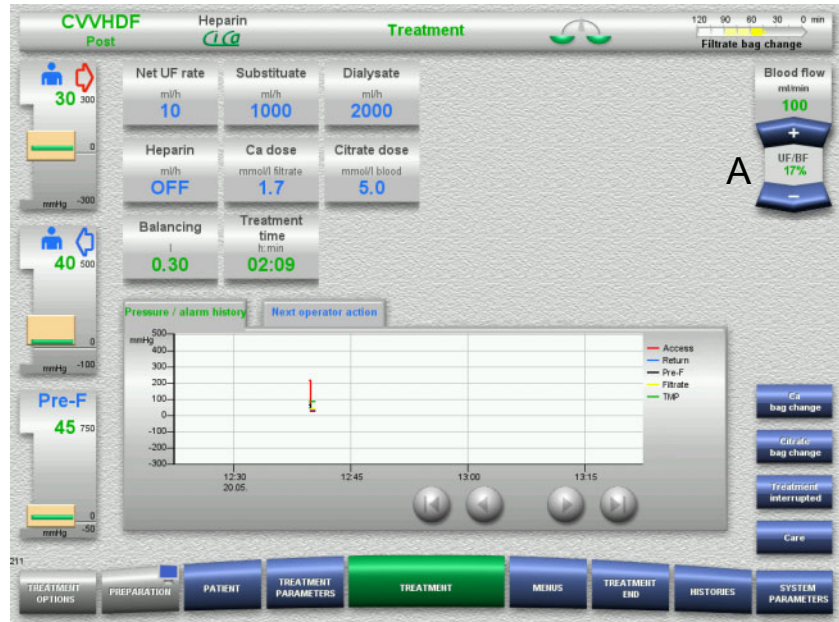 CVVHDF
Post
Heparin
CiCa
Treatment
120 90 60 30 0 min
Filtrate bag change
30
300
0
mmHg -300
40
500
0
mmHg -100
Pre-F
45
750
0
mmHg -50
Net UF rate
ml/h
10
Substituate
ml/h
1000
Dialysate
ml/h
2000
Heparin
ml/h
OFF
Ca dose
mmol/l filtrate
1.7
Citrate dose
mmol/l blood
5.0
Balancing
l
0.30
Treatment
time
h:min
02:09
Blood flow
ml/min
100
+
A
UF/BF
17%
−
Pressure / alarm history
Next operator action
mmHg
500
400
300
200
100
0
-100
-200
-300
12:30
20.05.
12:45
13:00
13:15
Access
Return
Pre-F
Filtrate
TMP
Ca
bag change
Citrate
bag change
Treatment
interrupted
Care
211
TREATMENT
OPTIONS
PREPARATION
PATIENT
TREATMENT
PARAMETERS
TREATMENT
MENUS
TREATMENT
END
HISTORIES
SYSTEM
PARAMETERS